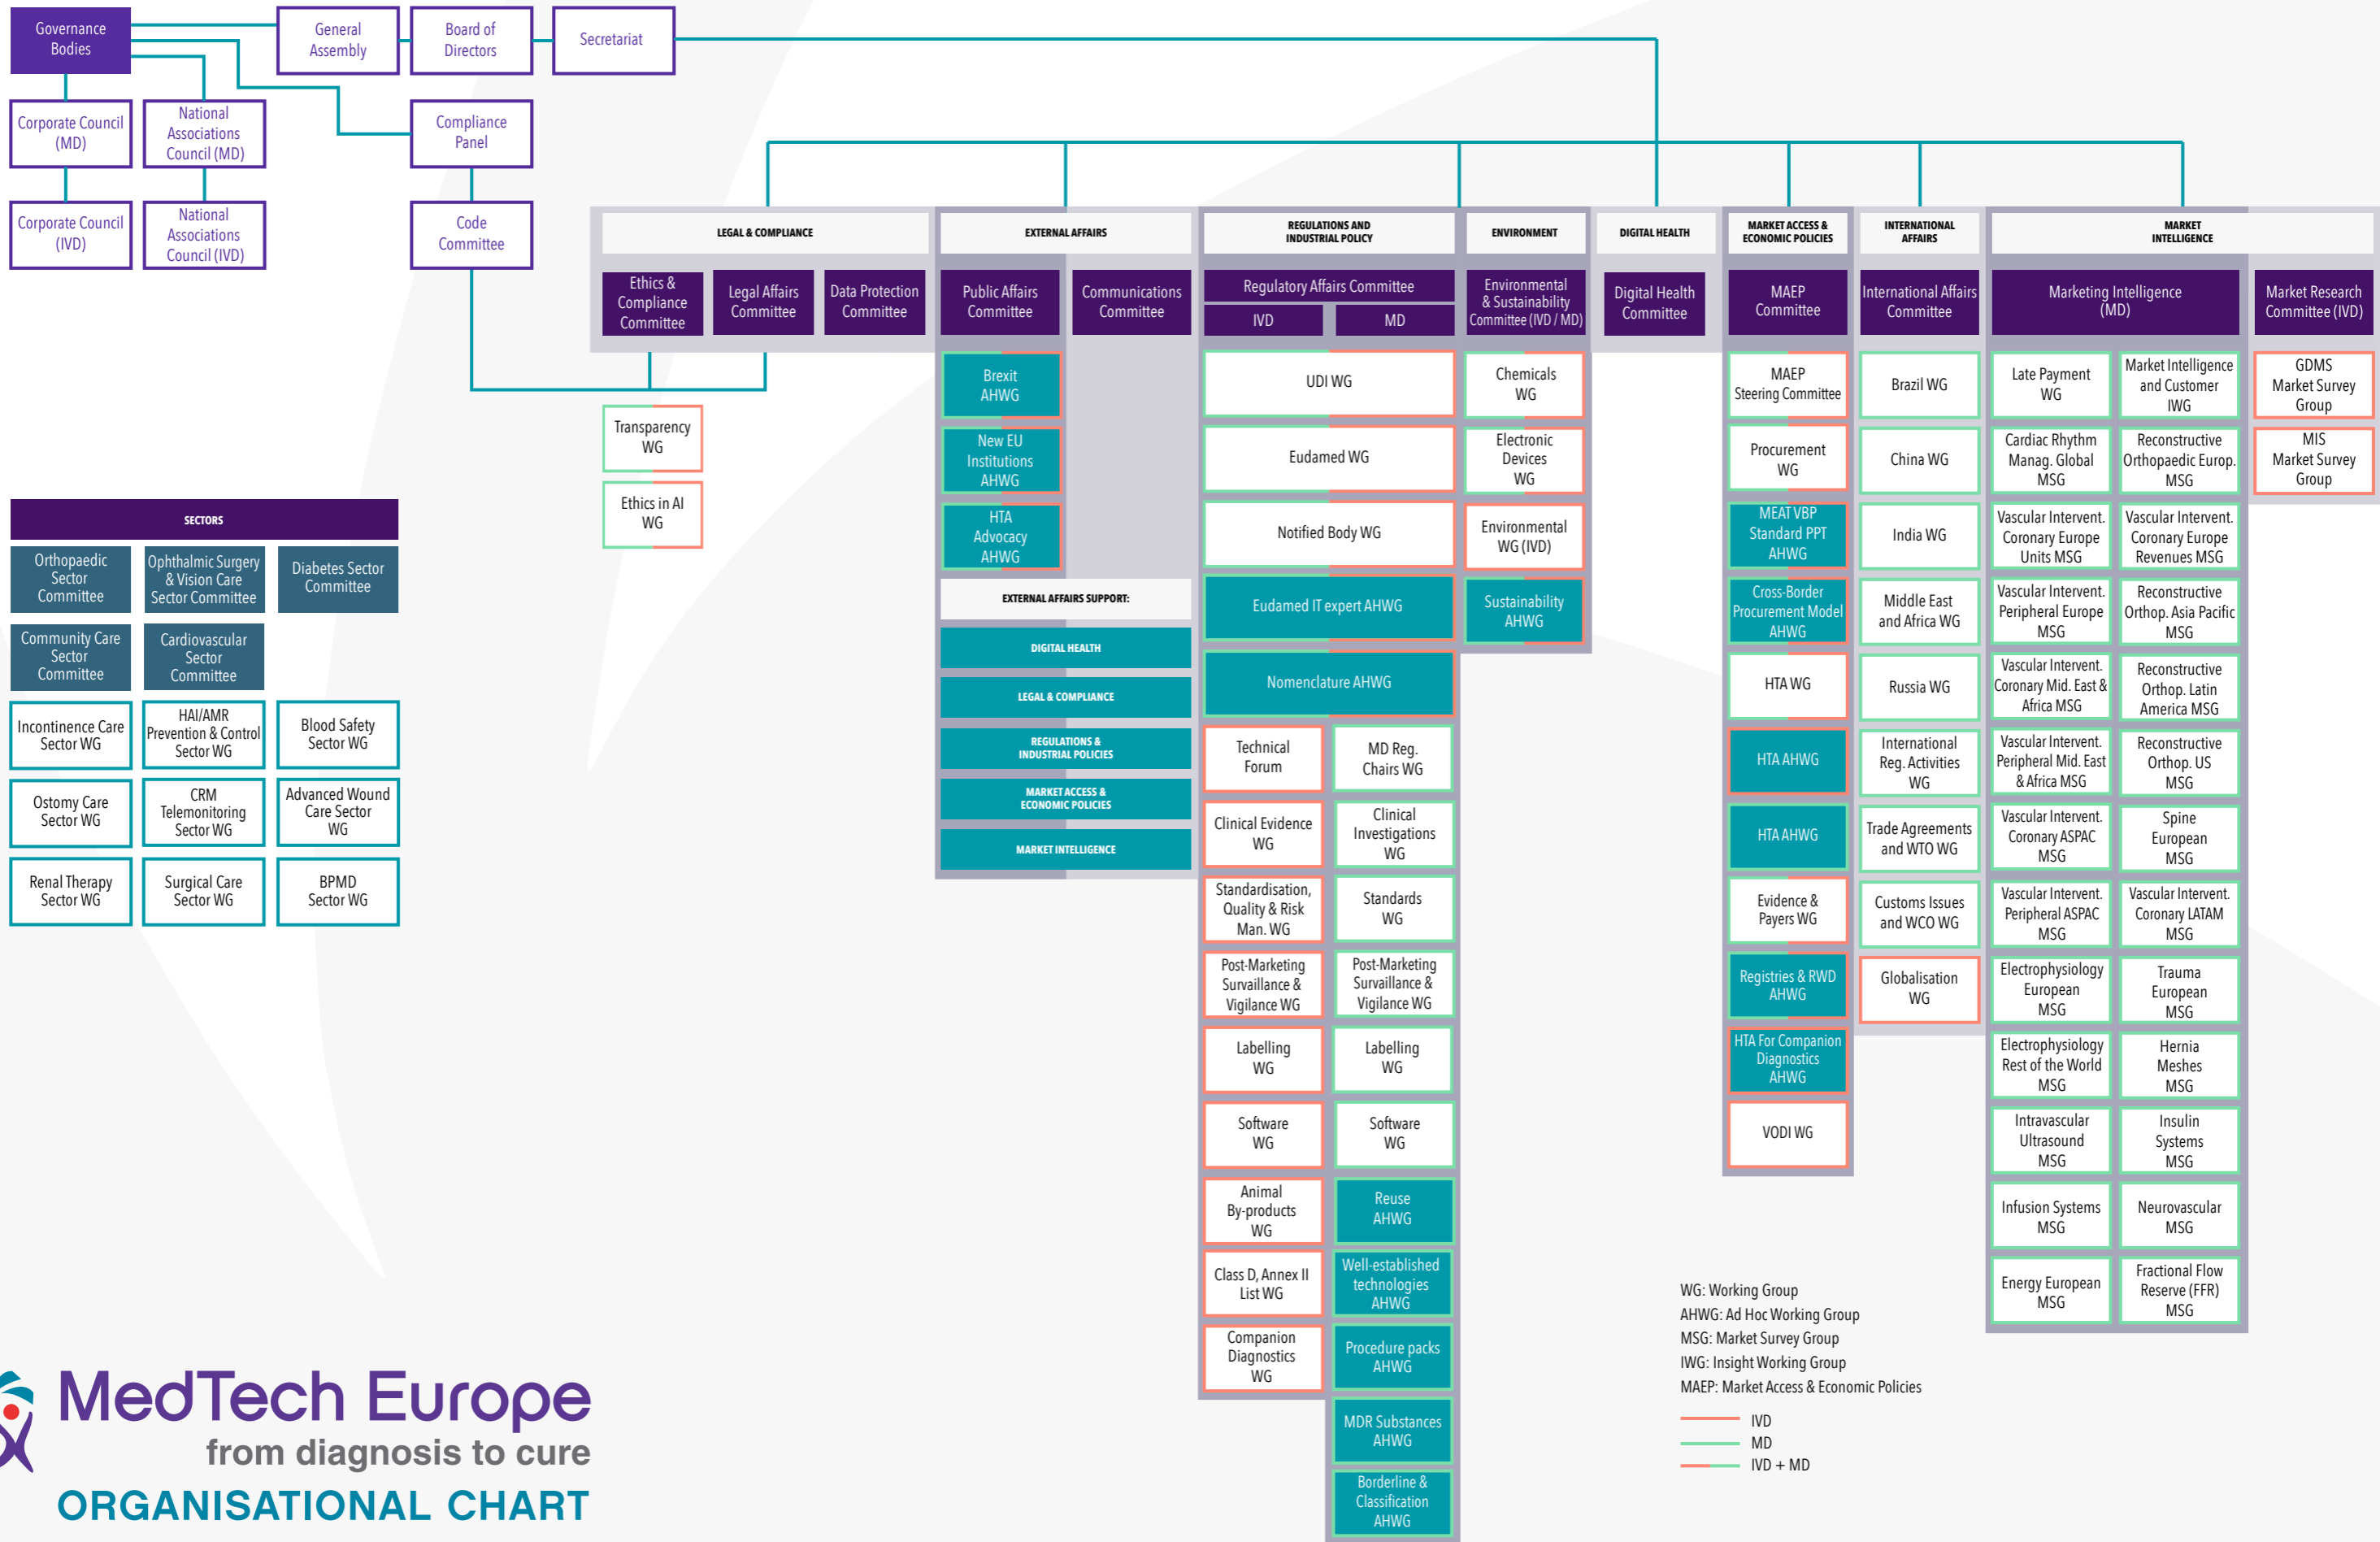 Governance
Bodies
General
Assembly
Board of
Directors
Secretariat
Corporate Council
(MD)
National
Associations
Council (MD)
Compliance
Panel
Corporate Council
(IVD)
National
Associations
Council (IVD)
Code
Committee
SECTORS
Orthopaedic
Sector
Committee
Ophthalmic Surgery
& Vision Care
Sector Committee
Diabetes Sector
Committee
Community Care
Sector
Committee
Cardiovascular
Sector
Committee
Incontinence Care
Sector WG
HAI/AMR
Prevention & Control
Sector WG
Blood Safety
Sector WG
Ostomy Care
Sector WG
CRM
Telemonitoring
Sector WG
Advanced Wound
Care Sector
WG
Renal Therapy
Sector WG
Surgical Care
Sector WG
BPMD
Sector WG
LEGAL & COMPLIANCE
Ethics &
Compliance
Committee
Legal Affairs
Committee
Data Protection
Committee
Transparency
WG
Ethics in AI
WG
EXTERNAL AFFAIRS
Public Affairs
Committee
Communications
Committee
Brexit
AHWG
New EU
Institutions
AHWG
HTA
Advocacy
AHWG
EXTERNAL AFFAIRS SUPPORT:
DIGITAL HEALTH
LEGAL & COMPLIANCE
REGULATIONS &
INDUSTRIAL POLICIES
MARKET ACCESS &
ECONOMIC POLICIES
MARKET INTELLIGENCE
REGULATIONS AND
INDUSTRIAL POLICY
Regulatory Affairs Committee
IVD
MD
UDI WG
Eudamed WG
Notified Body WG
Eudamed IT expert AHWG
Nomenclature AHWG
Technical
Forum
MD Reg.
Chairs WG
Clinical Evidence
WG
Clinical
Investigations
WG
Standardisation,
Quality & Risk
Man. WG
Standards
WG
Post-Marketing
Survaillance &
Vigilance WG
Post-Marketing
Survaillance &
Vigilance WG
Labelling
WG
Labelling
WG
Software
WG
Software
WG
Animal
By-products
WG
Reuse
AHWG
Class D, Annex II
List WG
Well-established
technologies
AHWG
Companion
Diagnostics
WG
Procedure packs
AHWG
MDR Substances
AHWG
Borderline &
Classification
AHWG
ENVIRONMENT
Environmental
& Sustainability
Committee (IVD / MD)
Chemicals
WG
Electronic
Devices
WG
Environmental
WG (IVD)
Sustainability
AHWG
DIGITAL HEALTH
Digital Health
Committee
MARKET ACCESS &
ECONOMIC POLICIES
MAEP
Committee
MAEP
Steering Committee
Procurement
WG
MEAT VBP
Standard PPT
AHWG
Cross-Border
Procurement Model
AHWG
HTA WG
HTA AHWG
HTA AHWG
Evidence &
Payers WG
Registries & RWD
AHWG
HTA For Companion
Diagnostics
AHWG
VODI WG
INTERNATIONAL
AFFAIRS
International Affairs
Committee
Brazil WG
China WG
India WG
Middle East
and Africa WG
Russia WG
International
Reg. Activities
WG
Trade Agreements
and WTO WG
Customs Issues
and WCO WG
Globalisation
WG
MARKET
INTELLIGENCE
Marketing Intelligence
(MD)
Market Research
Committee (IVD)
Late Payment
WG
Market Intelligence
and Customer
IWG
GDMS
Market Survey
Group
Cardiac Rhythm
Manag. Global
MSG
Reconstructive
Orthopaedic Europ.
MSG
MIS
Market Survey
Group
Vascular Intervent.
Coronary Europe
Units MSG
Vascular Intervent.
Coronary Europe
Revenues MSG
Vascular Intervent.
Peripheral Europe
MSG
Reconstructive
Orthop. Asia Pacific
MSG
Vascular Intervent.
Coronary Mid. East &
Africa MSG
Reconstructive
Orthop. Latin
America MSG
Vascular Intervent.
Peripheral Mid. East
& Africa MSG
Reconstructive
Orthop. US
MSG
Vascular Intervent.
Coronary ASPAC
MSG
Spine
European
MSG
Vascular Intervent.
Peripheral ASPAC
MSG
Vascular Intervent.
Coronary LATAM
MSG
Electrophysiology
European
MSG
Trauma
European
MSG
Electrophysiology
Rest of the World
MSG
Hernia
Meshes
MSG
Intravascular
Ultrasound
MSG
Insulin
Systems
MSG
Infusion Systems
MSG
Neurovascular
MSG
Energy European
MSG
Fractional Flow
Reserve (FFR)
MSG
WG: Working Group
AHWG: Ad Hoc Working Group
MSG: Market Survey Group
IWG: Insight Working Group
MAEP: Market Access & Economic Policies
IVD
MD
IVD + MD
MedTech Europe
from diagnosis to cure
ORGANISATIONAL CHART